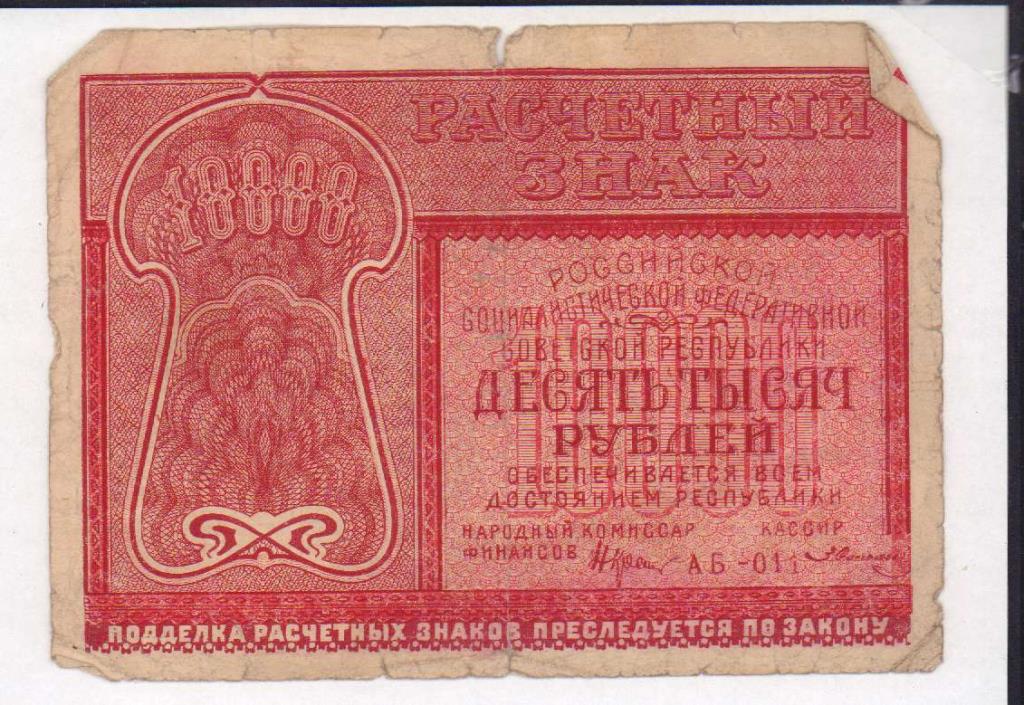 РАСЧЕТНЫЙ
ЗНАК
10000
РОССИЙСКОЙ
СОЦИАЛИСТИЧЕСКОЙ ФЕДЕРАТИВНОЙ
СОВЕТСКОЙ РЕСПУБЛИКИ
ДЕСЯТЬ ТЫСЯЧ
РУБЛЕЙ
ОБЕСПЕЧИВАЕТСЯ ВСЕМ
ДОСТОЯНИЕМ РЕСПУБЛИКИ
НАРОДНЫЙ КОМИССАР КАССИР
ФИНАНСОВ АБ-011
ПОДДЕЛКА РАСЧЕТНЫХ ЗНАКОВ ПРЕСЛЕДУЕТСЯ ПО ЗАКОНУ